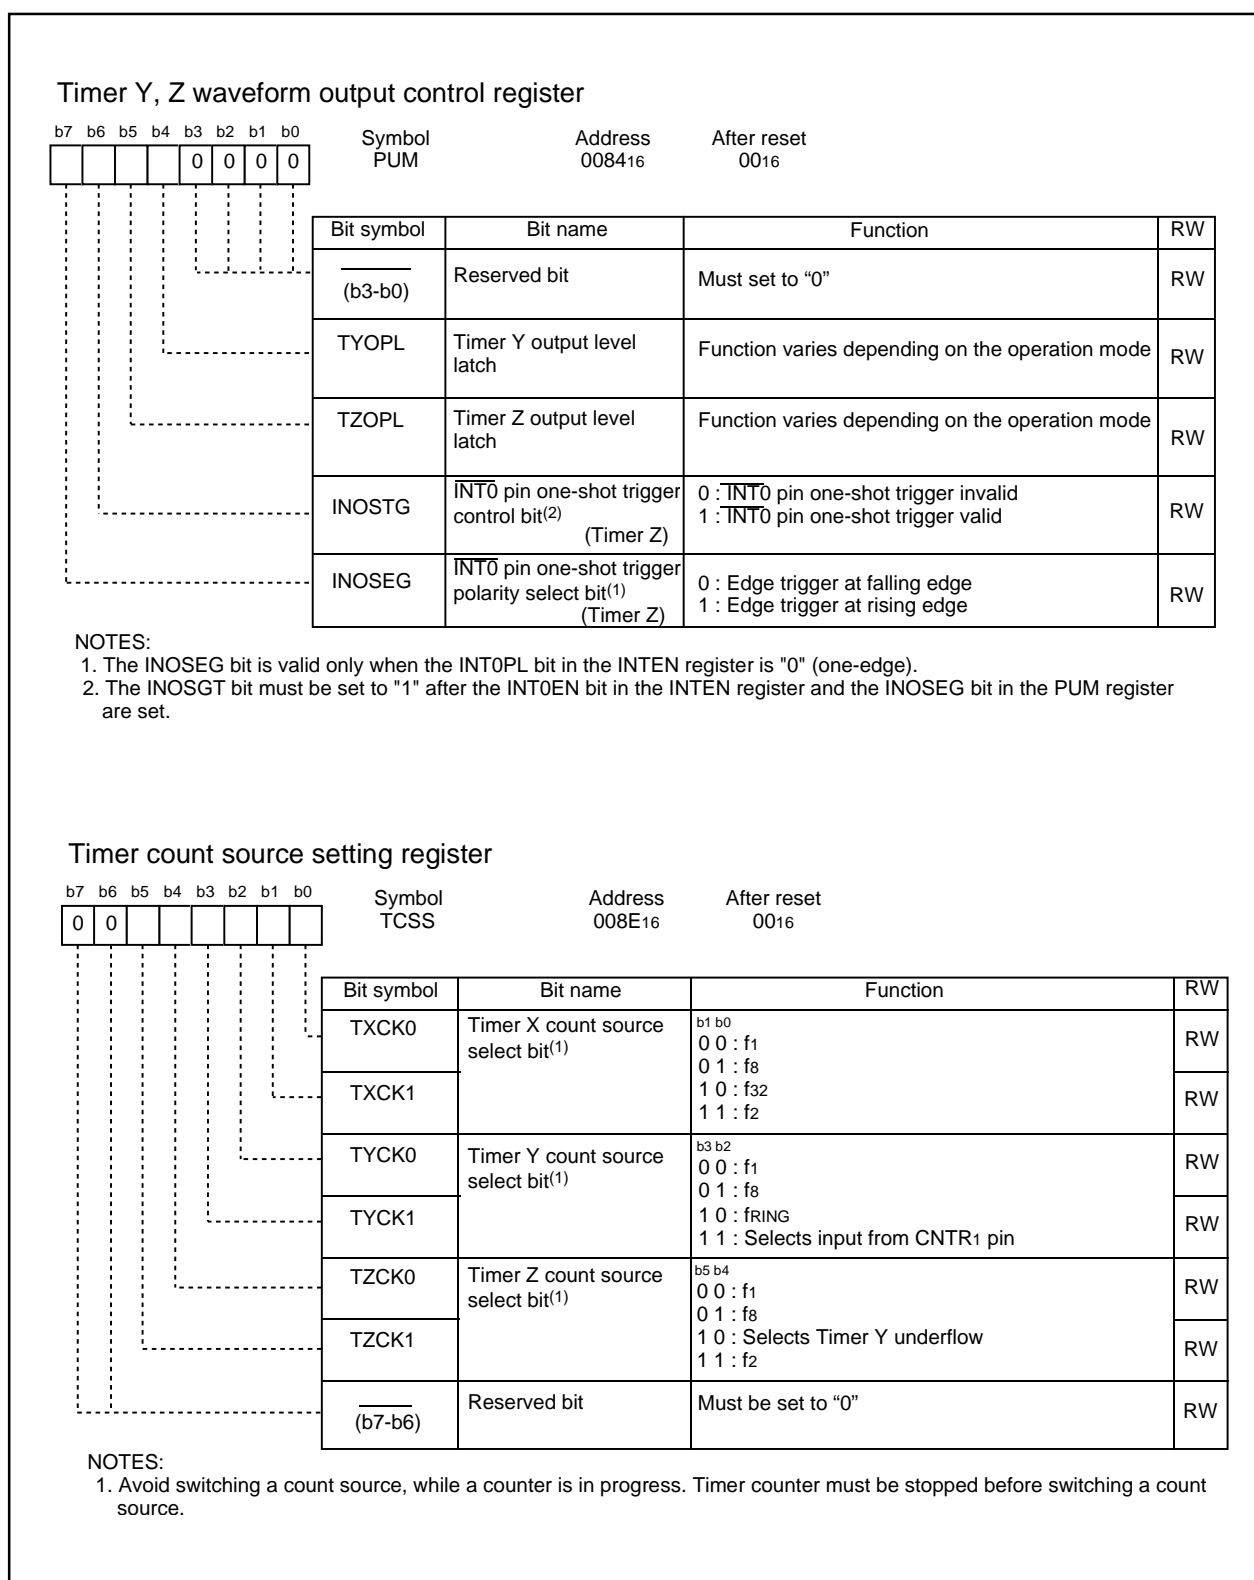 Timer Y, Z waveform output control register
b7 b6 b5 b4 b3 b2 b1 b0
0 0 0 0
Symbol Address After reset
PUM 008416 0016
Bit symbol Bit name Function RW
(b3-b0) Reserved bit Must set to “0” RW
TYOPL Timer Y output level
latch Function varies depending on the operation mode RW
TZOPL Timer Z output level
latch Function varies depending on the operation mode RW
INOSTG INT0 pin one-shot trigger
control bit(2)
(Timer Z)
0 : INT0 pin one-shot trigger invalid
1 : INT0 pin one-shot trigger valid RW
INOSEG INT0 pin one-shot trigger
polarity select bit(1)
(Timer Z)
0 : Edge trigger at falling edge
1 : Edge trigger at rising edge RW
NOTES:
1. The INOSEG bit is valid only when the INT0PL bit in the INTEN register is "0" (one-edge).
2. The INOSGT bit must be set to "1" after the INT0EN bit in the INTEN register and the INOSEG bit in the PUM register
are set.
Timer count source setting register
b7 b6 b5 b4 b3 b2 b1 b0
0 0
Symbol Address After reset
TCSS 008E16 0016
Bit symbol Bit name Function RW
TXCK0 Timer X count source
select bit(1)
b1 b0
0 0 : f1
0 1 : f8
RW
TXCK1
1 0 : f32
1 1 : f2
RW
TYCK0 Timer Y count source
select bit(1)
b3 b2
0 0 : f1
0 1 : f8
RW
TYCK1
1 0 : fRING
1 1 : Selects input from CNTR1 pin
RW
TZCK0 Timer Z count source
select bit(1)
b5 b4
0 0 : f1
0 1 : f8
RW
TZCK1
1 0 : Selects Timer Y underflow
1 1 : f2
RW
(b7-b6) Reserved bit Must be set to “0” RW
NOTES:
1. Avoid switching a count source, while a counter is in progress. Timer counter must be stopped before switching a count
source.